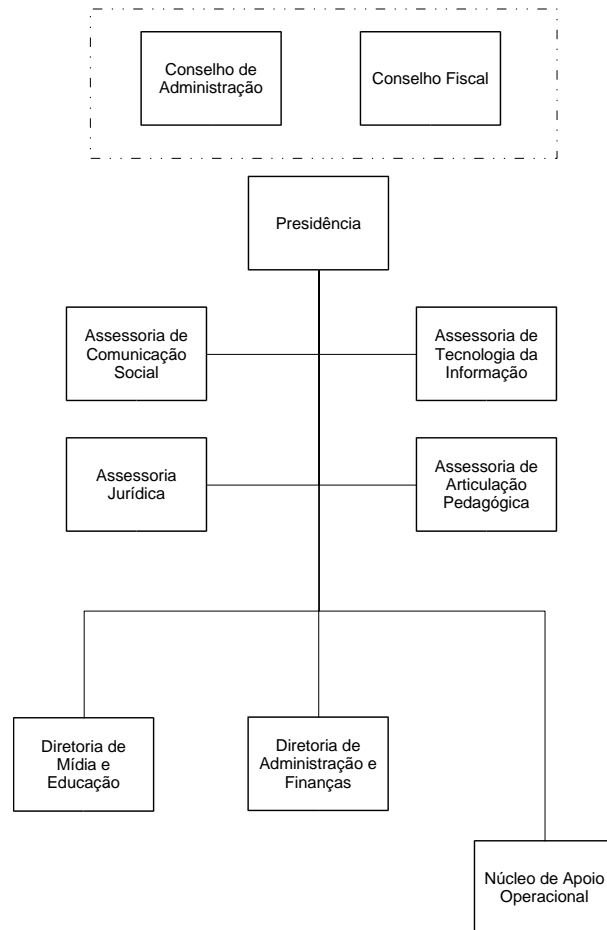 Conselho de
Administração
Conselho Fiscal
Presidência
Assessoria de
Comunicação
Social
Assessoria de
Tecnologia da
Informação
Assessoria
Jurídica
Assessoria de
Articulação
Pedagógica
Diretoria de
Mídia e
Educação
Diretoria de
Administração e
Finanças
Núcleo de Apoio
Operacional